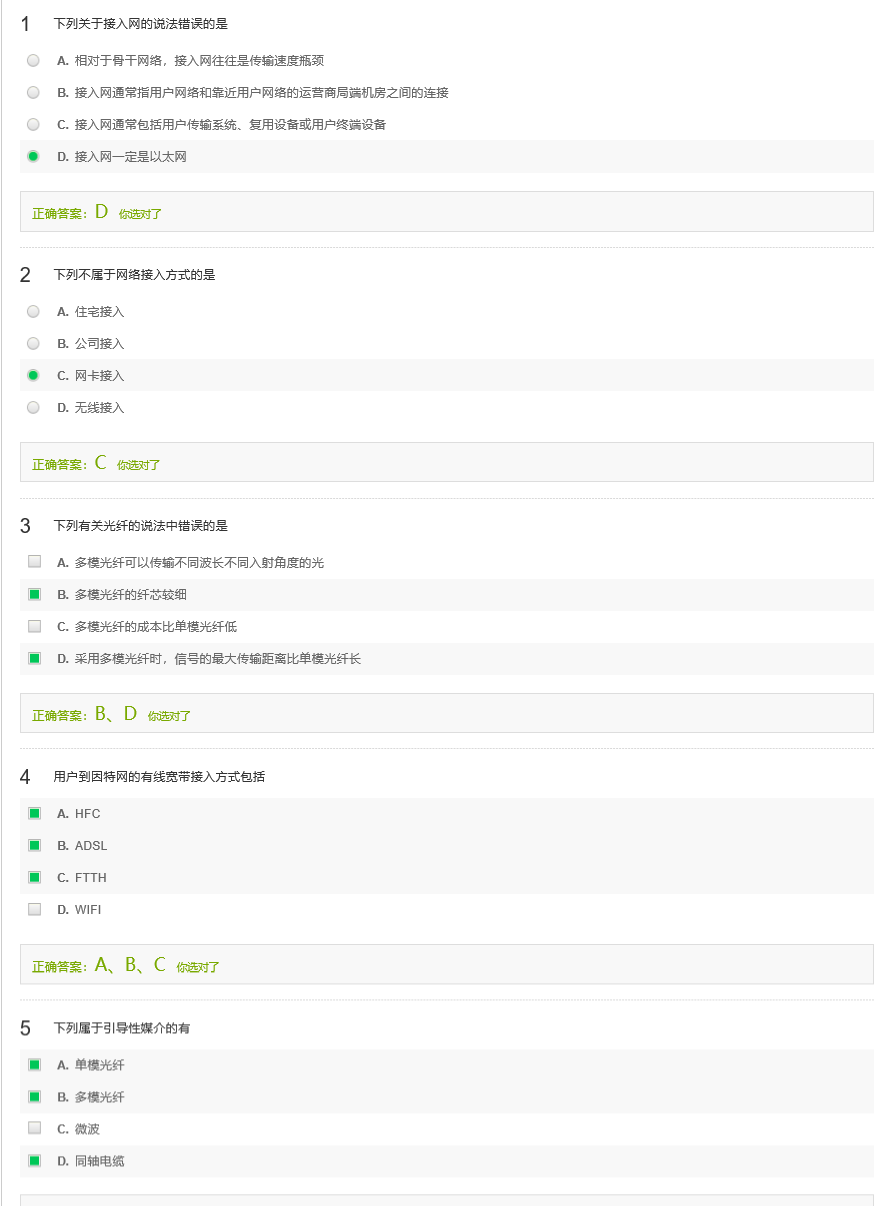 1 下列关于接入网的说法错误的是
A. 相对于骨干网络，接入网往往是传输速度瓶颈
B. 接入网通常指用户网络和靠近用户网络的运营商局端机房之间的连接
C. 接入网通常包括用户传输系统、复用设备或用户终端设备
D. 接入网一定是以太网
正确答案：D 你选对了
2 下列不属于网络接入方式的是
A. 住宅接入
B. 公司接入
C. 网卡接入
D. 无线接入
正确答案：C 你选对了
3 下列有关光纤的说法中错误的是
A. 多模光纤可以传输不同波长不同入射角度的光
B. 多模光纤的纤芯较细
C. 多模光纤的成本比单模光纤低
D. 采用多模光纤时，信号的最大传输距离比单模光纤长
正确答案：B、D 你选对了
4 用户到因特网的有线宽带接入方式包括
A. HFC
B. ADSL
C. FTTH
D. WIFI
正确答案：A、B、C 你选对了
5 下列属于引导性媒介的有
A. 单模光纤
B. 多模光纤
C. 微波
D. 同轴电缆